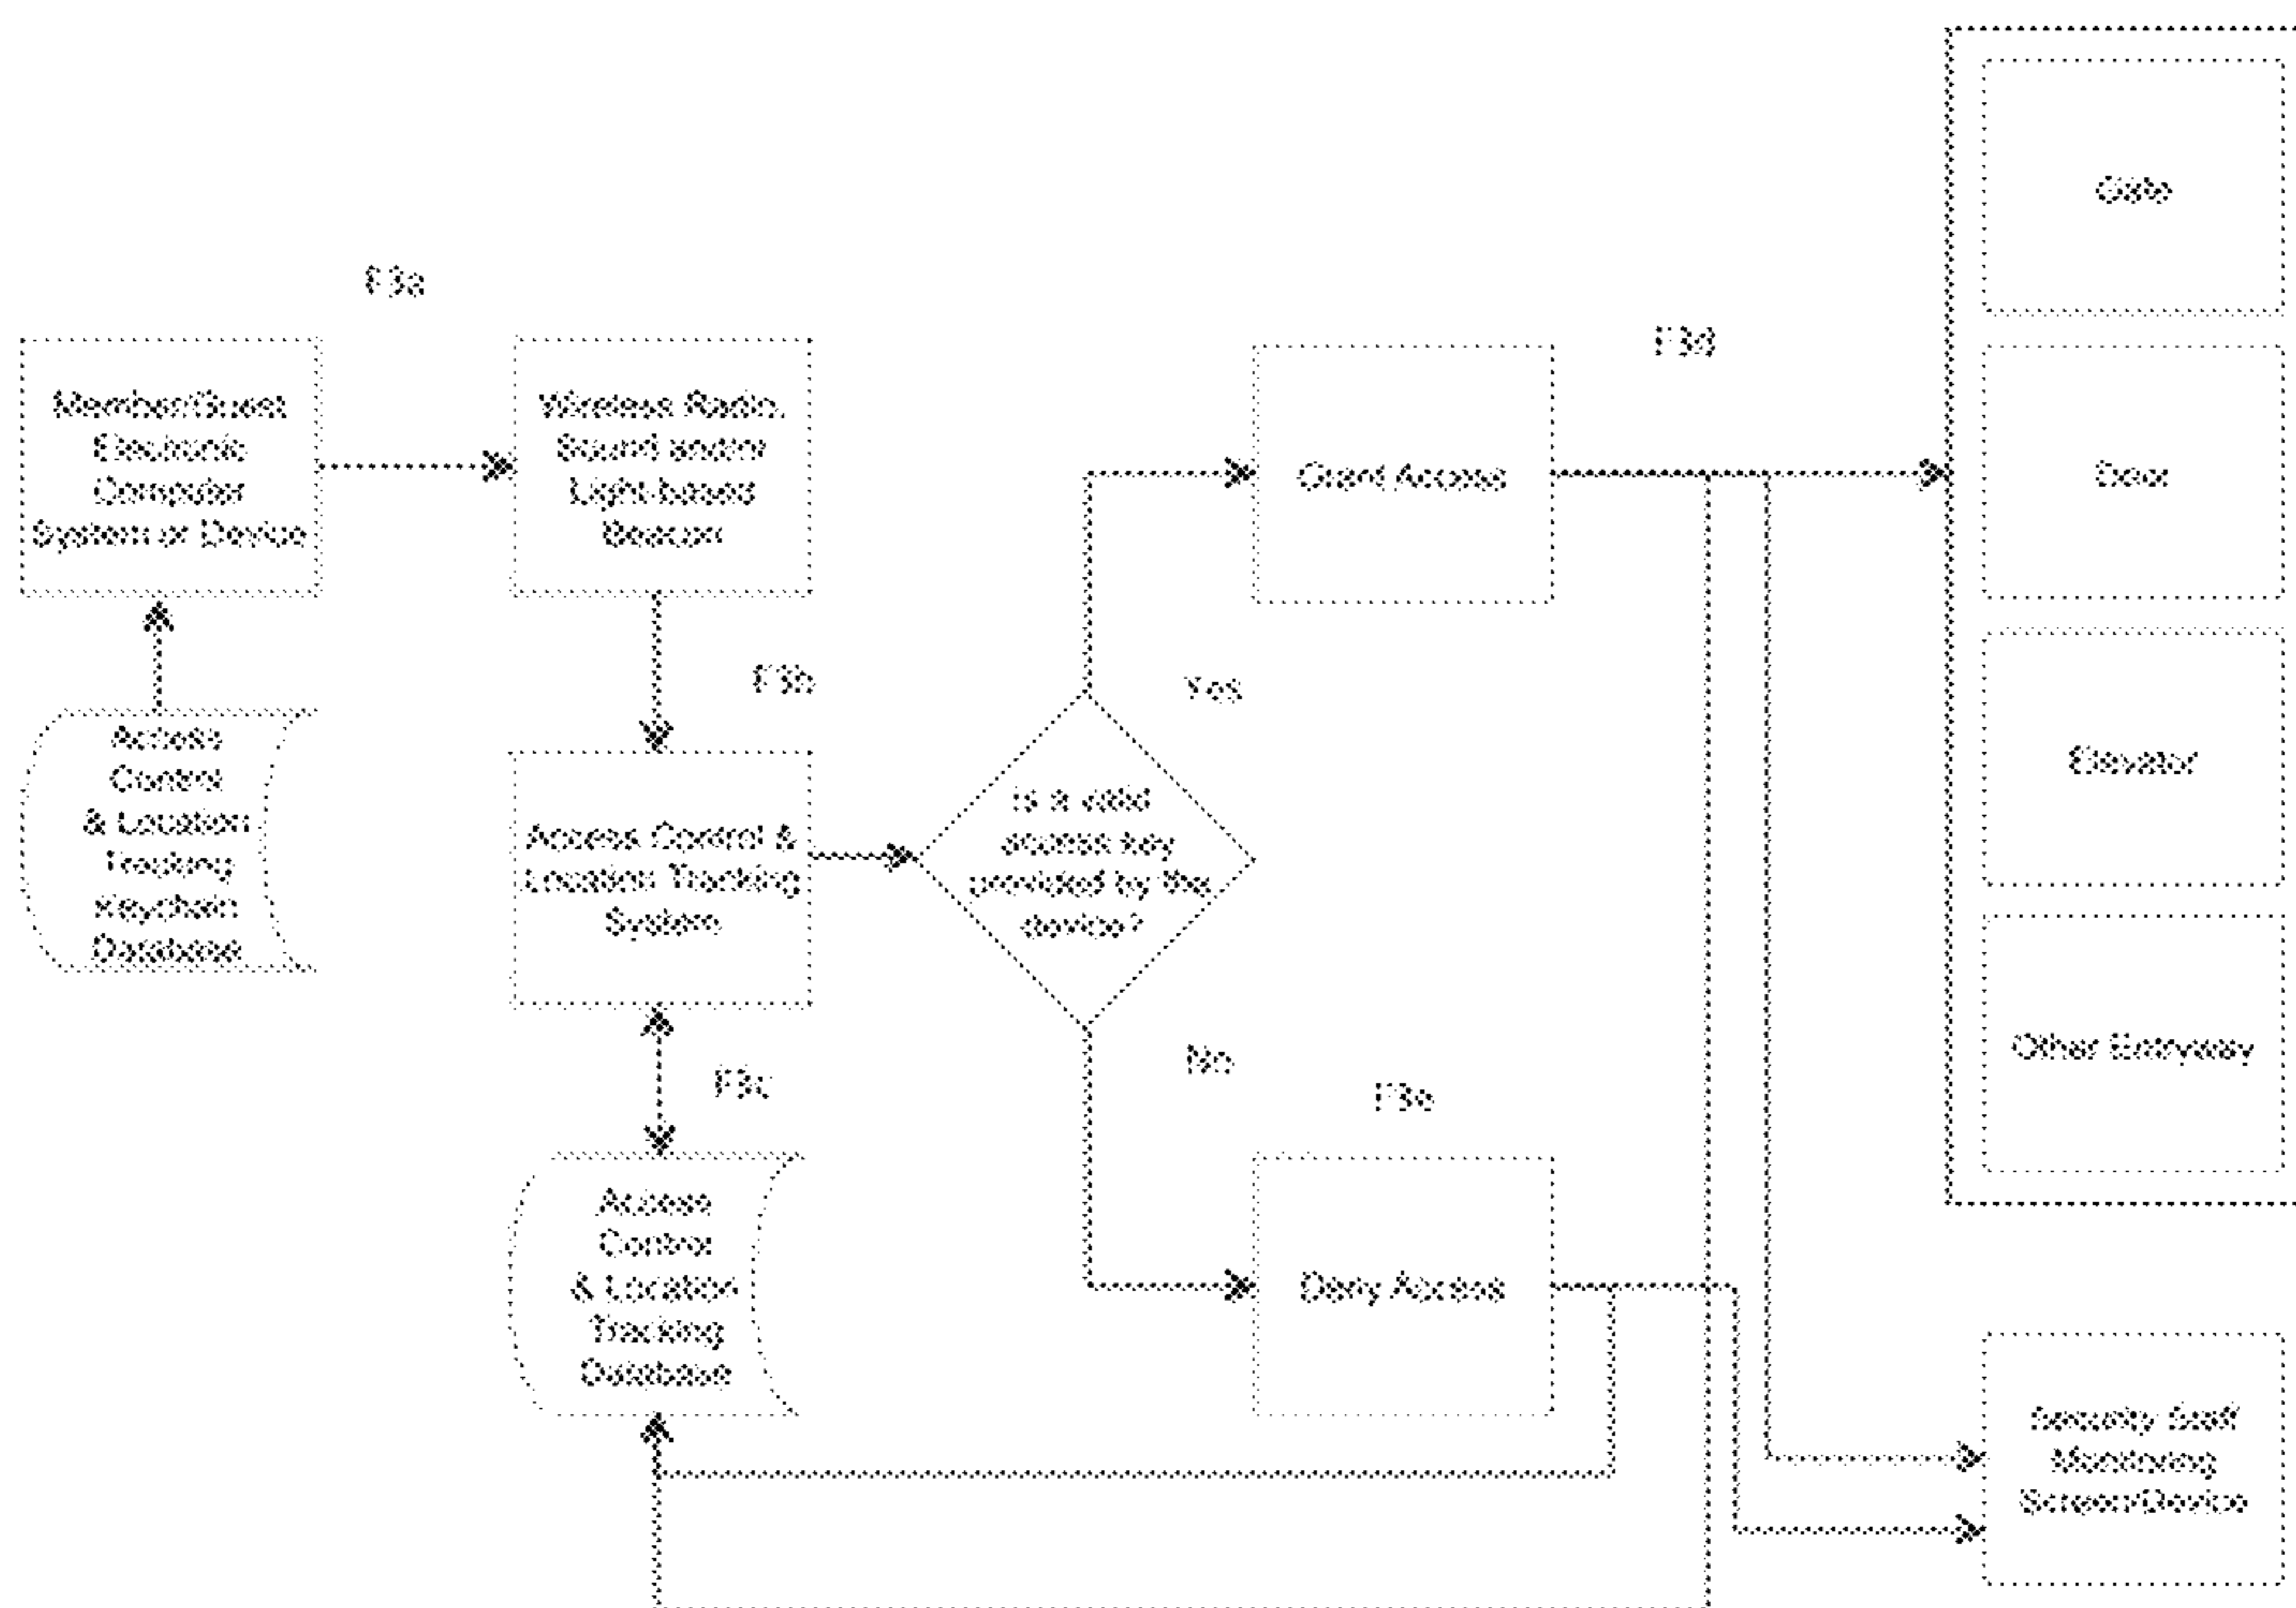 Gate
F3a
F3d
Member/Guest
Electronic
Computer
System or Device
Wireless Radio,
Sound and/or
Light-based
Beacon
Grant Access
Door
F3b
Yes
Access
Control
& Location
Tracking
Keychain
Database
Access Control &
Location Tracking
System
Is a valid
access key
provided by the
device?
Elevator
F3c
No
F3e
Other Entryway
Access
Control
& Location
Tracking
Database
Deny Access
Security Staff
Monitoring
Screen/Device